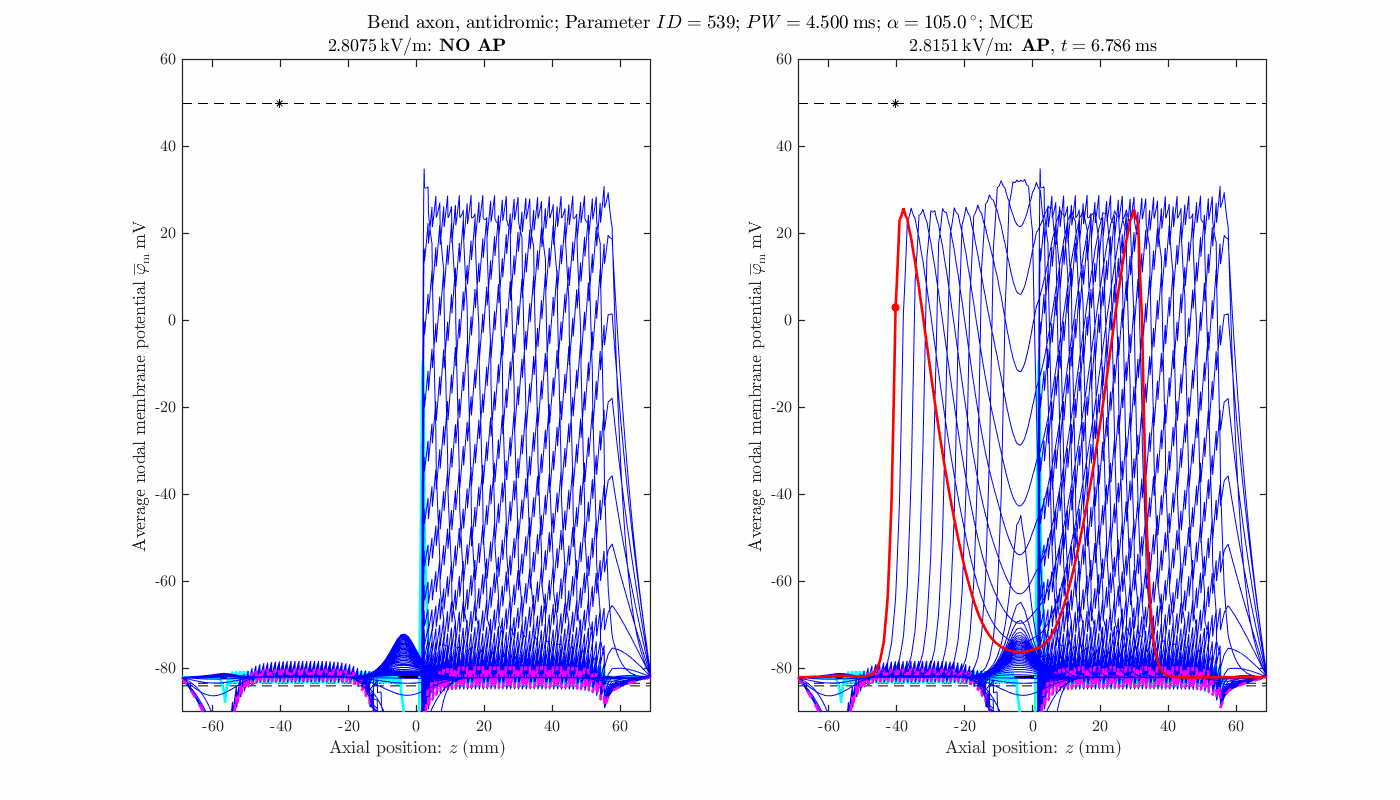 Bend axon, antidromic; Parameter ID = 539; PW = 4.500 ms; α = 105.0°; MCE
2.8075 kV/m: NO AP
60
40
20
0
-20
-40
-60
-80
Average nodal membrane potential φ̅m mV
-60 -40 -20 0 20 40 60
Axial position: z (mm)
2.8151 kV/m: AP, t = 6.786 ms
60
40
20
0
-20
-40
-60
-80
Average nodal membrane potential φ̅m mV
-60 -40 -20 0 20 40 60
Axial position: z (mm)